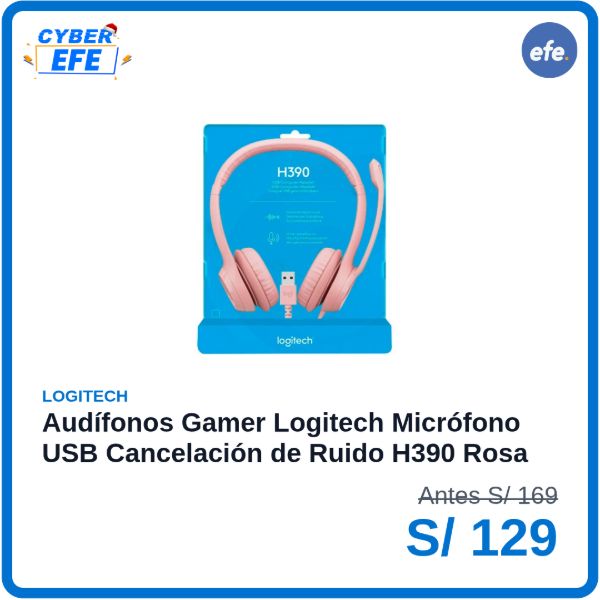 CYBER
EFE
efe.
H390
logitech
LOGITECH
Audífonos Gamer Logitech Micrófono
USB Cancelación de Ruido H390 Rosa
Antes S/ 169
S/ 129